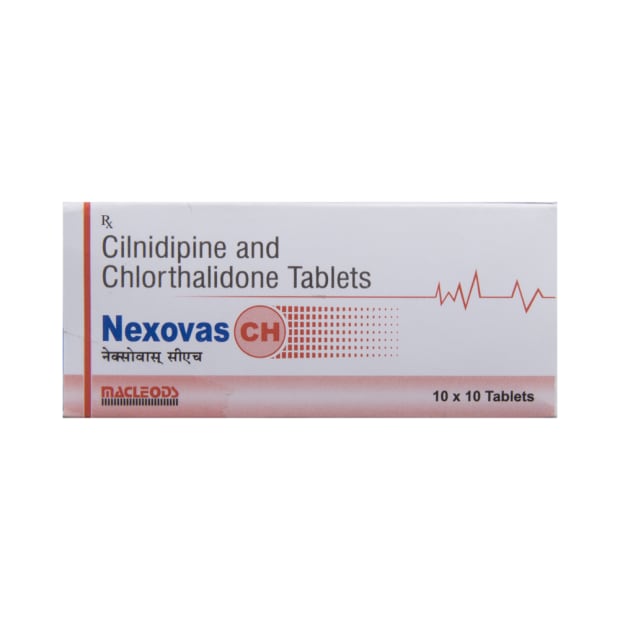 Rx
Cilnidipine and
Chlorthalidone Tablets
Nexovas CH
नेक्सोवास् सीएच
MACLEODS
10 x 10 Tablets